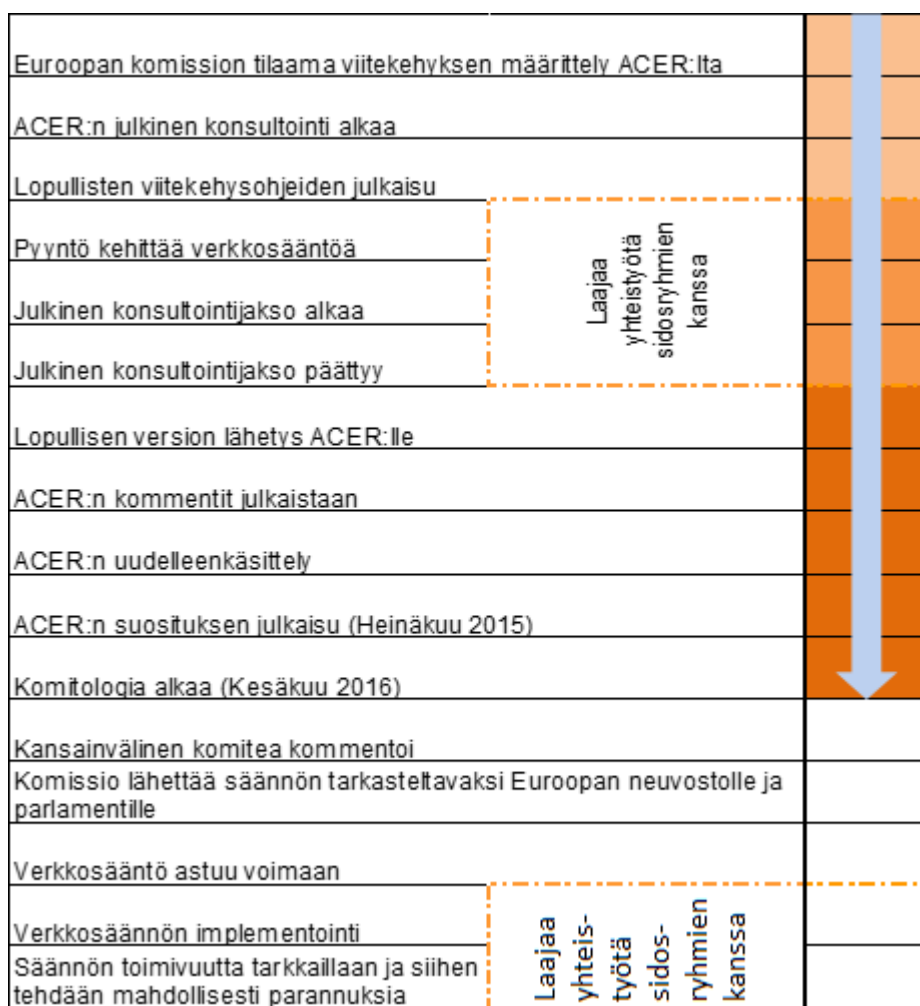 Euroopan komission tilaama viitekehyksen määrittely ACER:lta
ACER:n julkinen konsultointi alkaa
Lopullisten viitekehysohjeiden julkaisu
Pyyntö kehittää verkkosääntöä
Julkinen konsultointijakso alkaa
Julkinen konsultointijakso päättyy
Laajaa
yhteistyötä
sidosryhmien
kanssa
Lopullisen version lähetys ACER:lle
ACER:n kommentit julkaistaan
ACER:n uudelleenkäsittely
ACER:n suosituksen julkaisu (Heinäkuu 2015)
Komitologia alkaa (Kesäkuu 2016)
Kansainvälinen komitea kommentoi
Komissio lähettää säännön tarkasteltavaksi Euroopan neuvostolle ja
parlamentille
Verkkosääntö astuu voimaan
Verkkosäännön implementointi
Säännön toimivuutta tarkkaillaan ja siihen
tehdään mahdollisesti parannuksia
Laajaa
yhteis-
työtä
sidos-
ryhmien
kanssa